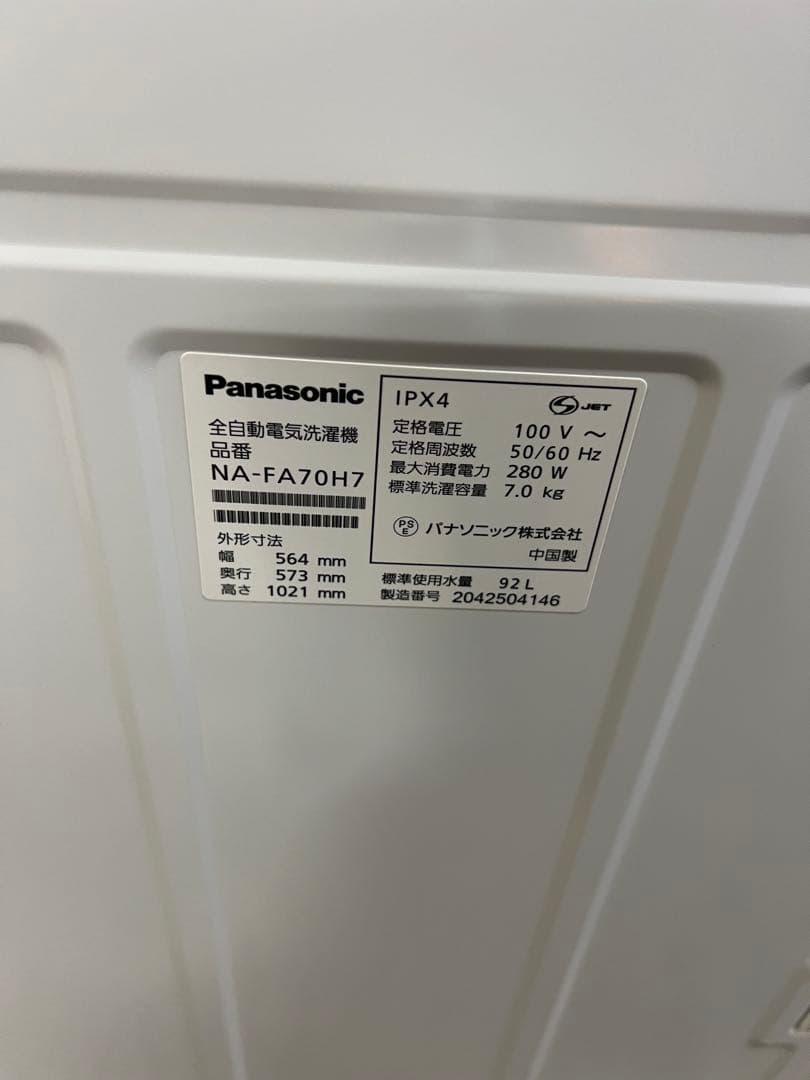 Panasonic
全自動電気洗濯機
品番
NA-FA70H7
外形寸法
幅 564 mm
奥行 573 mm
高さ 1021 mm
IPX4
JET
定格電圧 100 V ～
定格周波数 50/60 Hz
最大消費電力 280 W
標準洗濯容量 7.0 kg
PSE パナソニック株式会社
中国製
標準使用水量 92 L
製造番号 2042504146